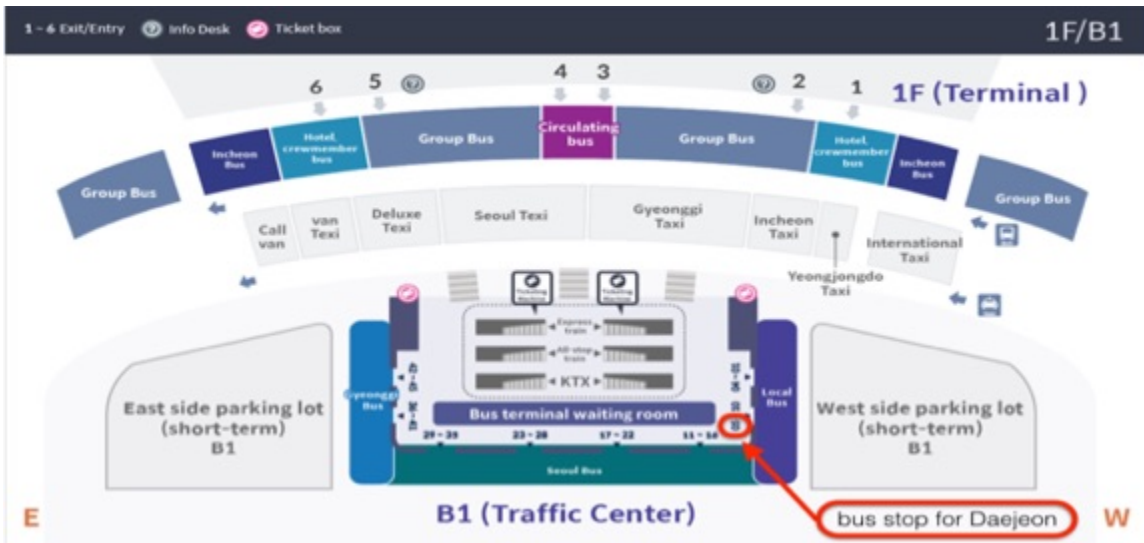 1 - 6 Exit/Entry
Info Desk
Ticket box
1F/B1
1F (Terminal )
6
5
4
3
2
1
Group Bus
Incheon
Bus
Hotel,
crewmember
bus
Group Bus
Circulating
bus
Group Bus
Hotel,
crewmember
bus
Incheon
Bus
Group Bus
Call
van
van
Texi
Deluxe
Texi
Seoul Texi
Gyeonggi
Taxi
Incheon
Taxi
Yeongjongdo
Taxi
International
Taxi
Ticketing
Machine
Ticketing
Machine
Express
train
All-stop
train
KTX
Gyeonggi
Bus
Local
Bus
Bus terminal waiting room
29 ~ 35
23 ~ 28
17 ~ 22
11 ~ 16
Seoul Bus
East side parking lot
(short-term)
B1
West side parking lot
(short-term)
B1
B1 (Traffic Center)
bus stop for Daejeon
E
W